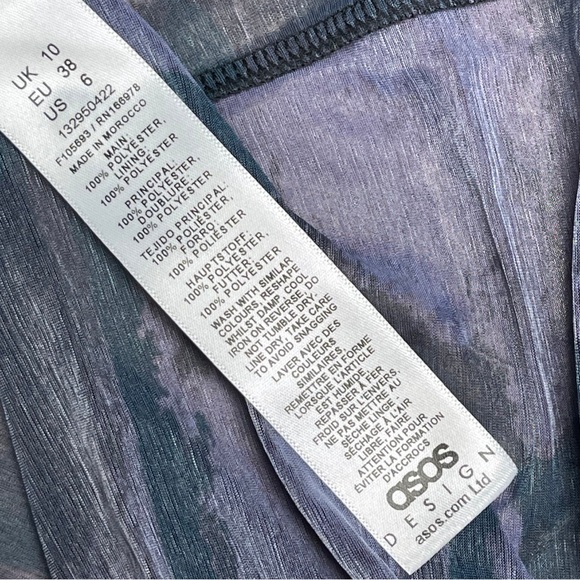 UK 10
EU 38
US 6
132950422
F105693 / RN166978
MADE IN MOROCCO
MAIN:
100% POLYESTER,
LINING:
100% POLYESTER
PRINCIPAL:
100% POLYESTER,
DOUBLURE:
100% POLYESTER
TEJIDO PRINCIPAL:
100% POLIÉSTER,
FORRO:
100% POLIÉSTER
HAUPTSTOFF:
100% POLYESTER,
FUTTER:
100% POLYESTER
WASH WITH SIMILAR
COLOURS, RESHAPE
WHILST DAMP, COOL
IRON ON REVERSE, DO
NOT TUMBLE DRY,
LINE DRY, TAKE CARE
TO AVOID SNAGGING
LAVER AVEC DES
COULEURS
SIMILAIRES,
REMETTRE EN FORME
LORSQUE L'ARTICLE
EST HUMIDE,
REPASSER À FER
FROID SUR L'ENVERS,
NE PAS METTRE AU
SÈCHE-LINGE,
SÉCHAGE À L'AIR
LIBRE, FAIRE
ATTENTION POUR
ÉVITER LA FORMATION
D'ACCROCS
asos
DESIGN
asos.com Ltd